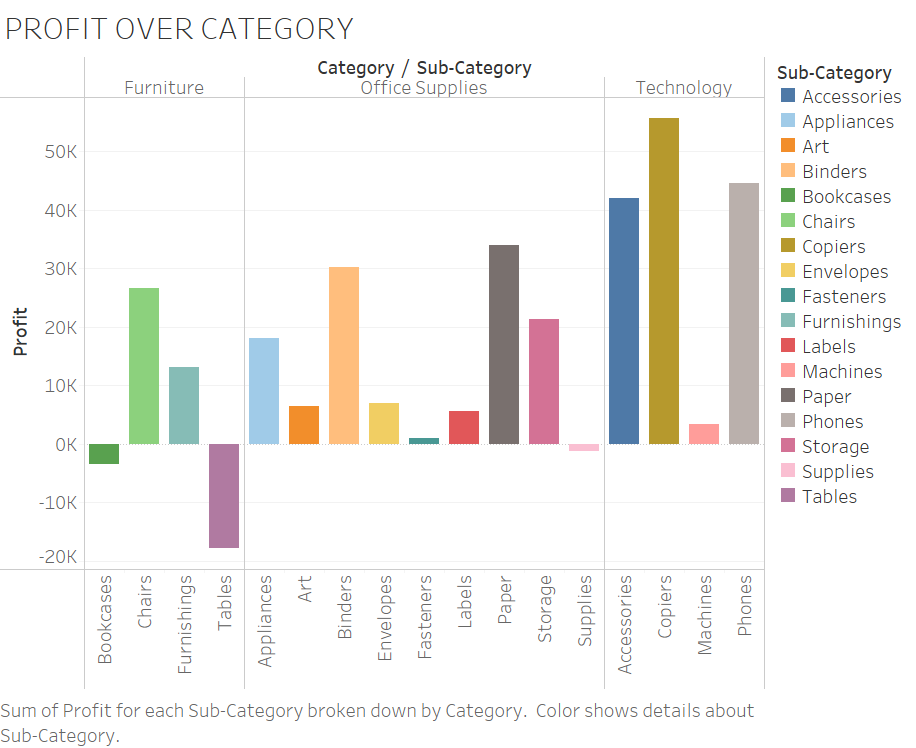 PROFIT OVER CATEGORY
Category / Sub-Category
Furniture
Office Supplies
Technology
Profit
50K
40K
30K
20K
10K
0K
-10K
-20K
Bookcases
Chairs
Furnishings
Tables
Appliances
Art
Binders
Envelopes
Fasteners
Labels
Paper
Storage
Supplies
Accessories
Copiers
Machines
Phones
Sub-Category
Accessories
Appliances
Art
Binders
Bookcases
Chairs
Copiers
Envelopes
Fasteners
Furnishings
Labels
Machines
Paper
Phones
Storage
Supplies
Tables
Sum of Profit for each Sub-Category broken down by Category.  Color shows details about
Sub-Category.